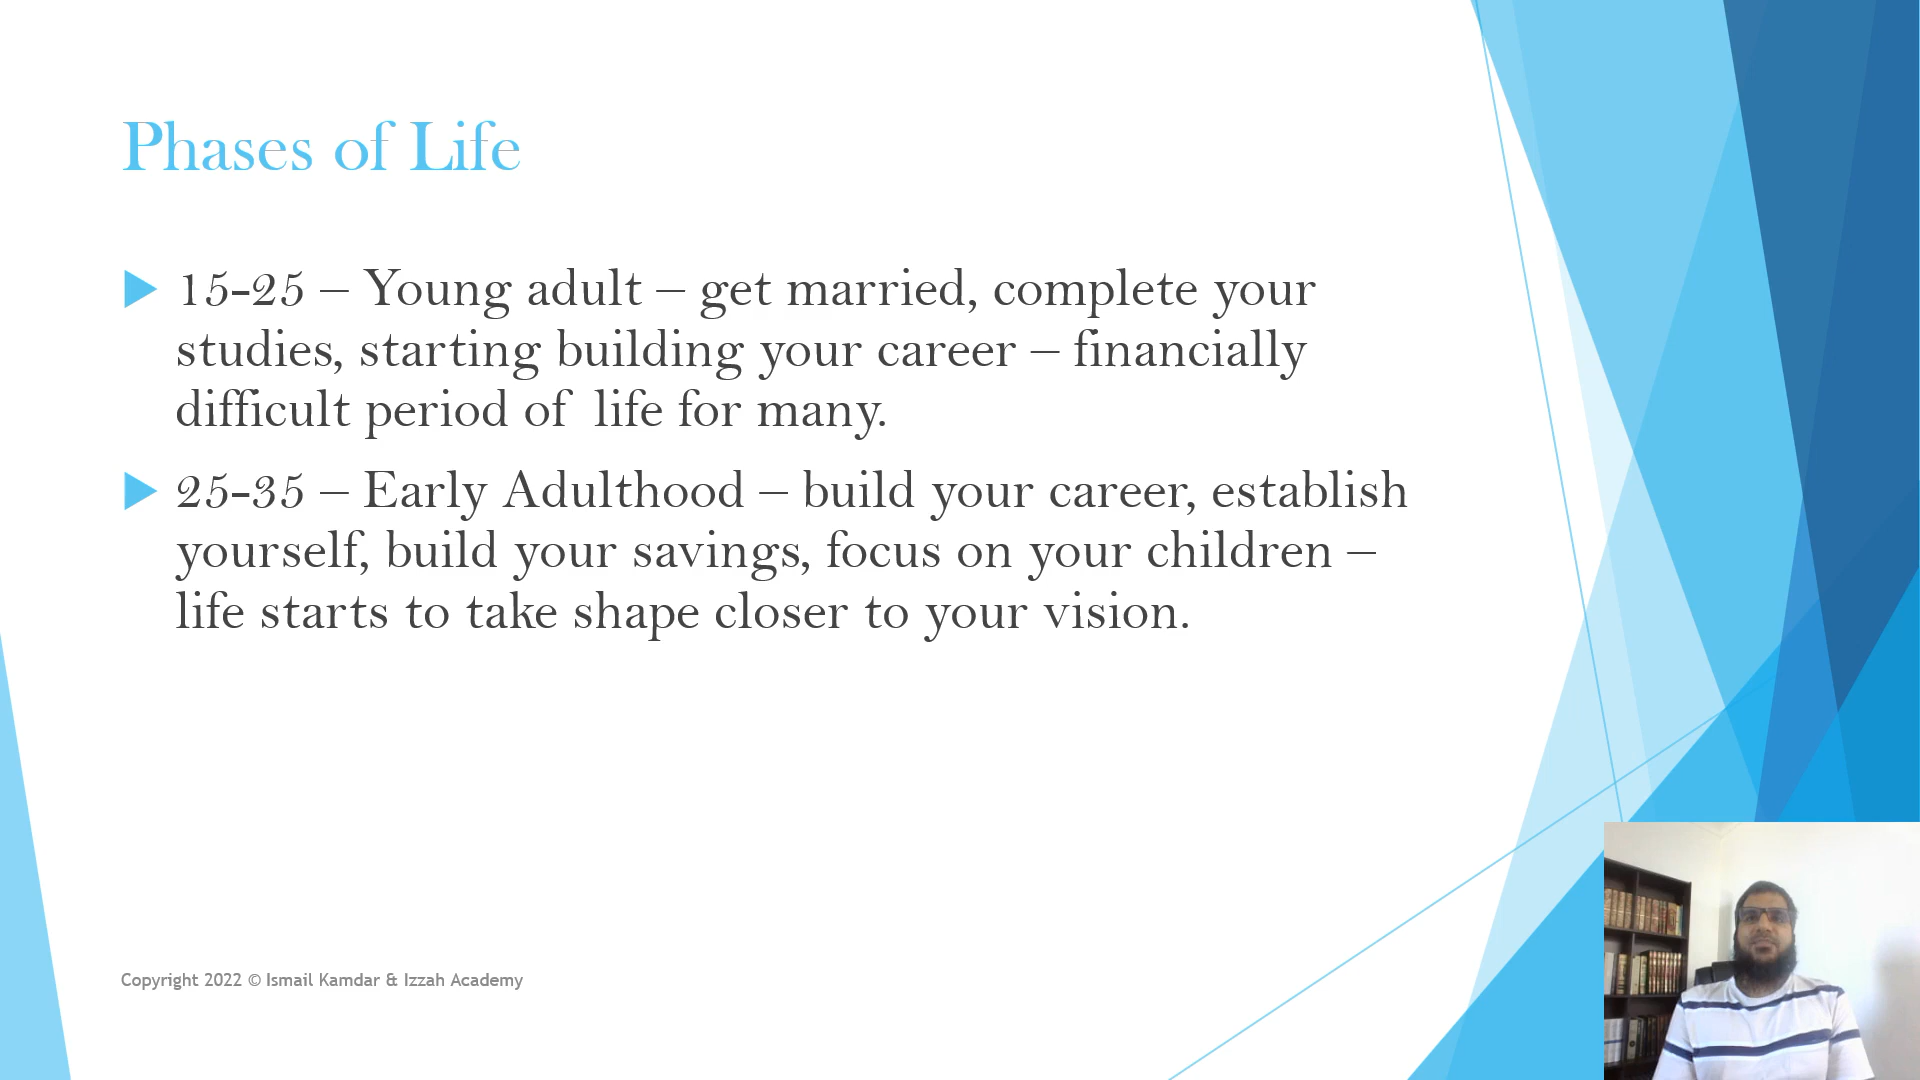 Phases of Life
15-25 – Young adult – get married, complete your
studies, starting building your career – financially
difficult period of life for many.
25-35 – Early Adulthood – build your career, establish
yourself, build your savings, focus on your children –
life starts to take shape closer to your vision.
Copyright 2022 © Ismail Kamdar & Izzah Academy